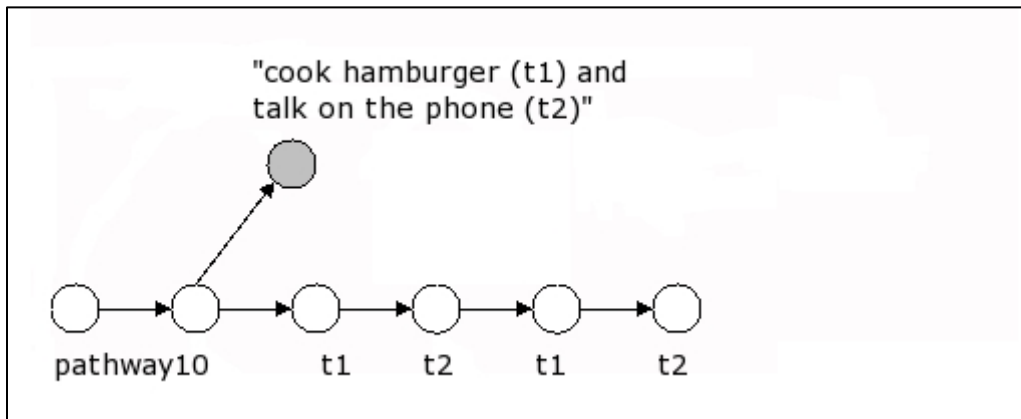 "cook hamburger (t1) and
talk on the phone (t2)"
pathway10 t1 t2 t1 t2